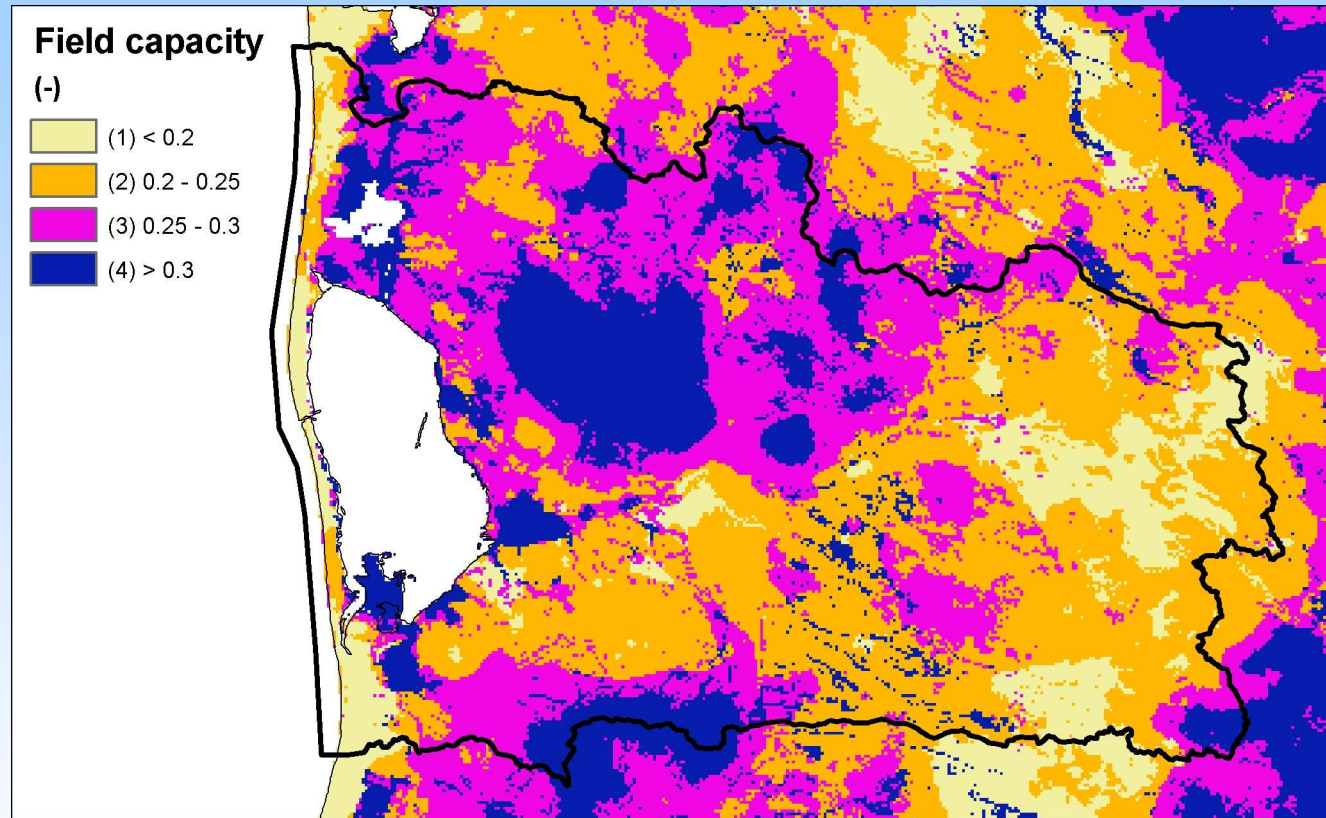 Field capacity
(-)
(1) < 0.2
(2) 0.2 - 0.25
(3) 0.25 - 0.3
(4) > 0.3